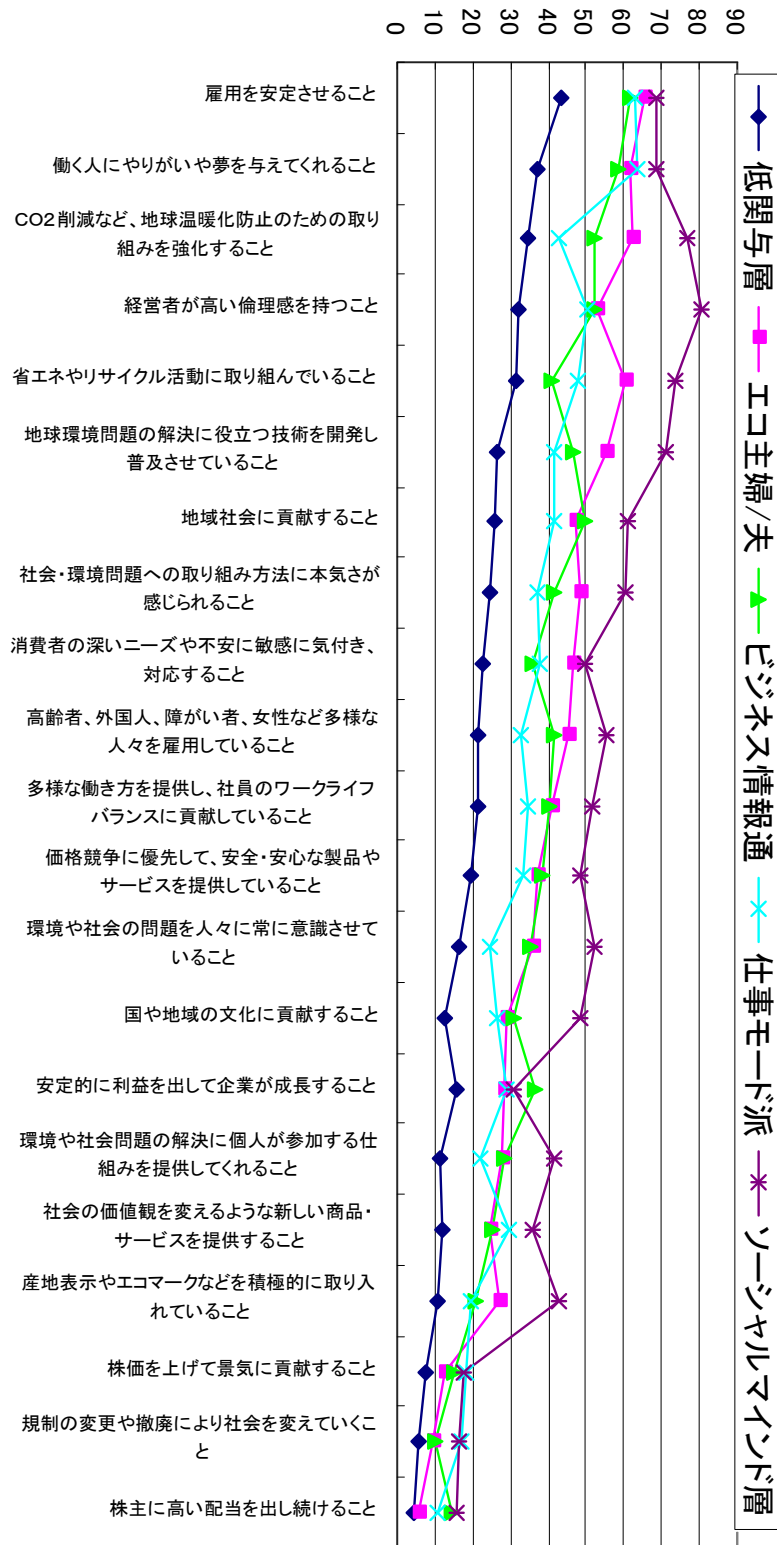 0
10
20
30
40
50
60
70
80
90
低関与層
エコ主婦/夫
ビジネス情報通
仕事モード派
ソーシャルマインド層
雇用を安定させること
働く人にやりがいや夢を与えてくれること
CO2削減など、地球温暖化防止のための取り
組みを強化すること
経営者が高い倫理感を持つこと
省エネやリサイクル活動に取り組んでいること
地球環境問題の解決に役立つ技術を開発し
普及させていること
地域社会に貢献すること
社会・環境問題への取り組み方法に本気さが
感じられること
消費者の深いニーズや不安に敏感に気付き、
対応すること
高齢者、外国人、障がい者、女性など多様な
人々を雇用していること
多様な働き方を提供し、社員のワークライフ
バランスに貢献していること
価格競争に優先して、安全・安心な製品や
サービスを提供していること
環境や社会の問題を人々に常に意識させて
いること
国や地域の文化に貢献すること
安定的に利益を出して企業が成長すること
環境や社会問題の解決に個人が参加する仕
組みを提供してくれること
社会の価値観を変えるような新しい商品・
サービスを提供すること
産地表示やエコマークなどを積極的に取り入
れていること
株価を上げて景気に貢献すること
規制の変更や撤廃により社会を変えていくこ
と
株主に高い配当を出し続けること